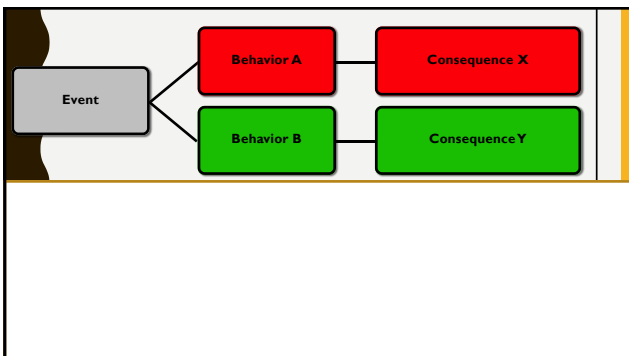 Behavior A
Consequence X
Event
Behavior B
Consequence Y